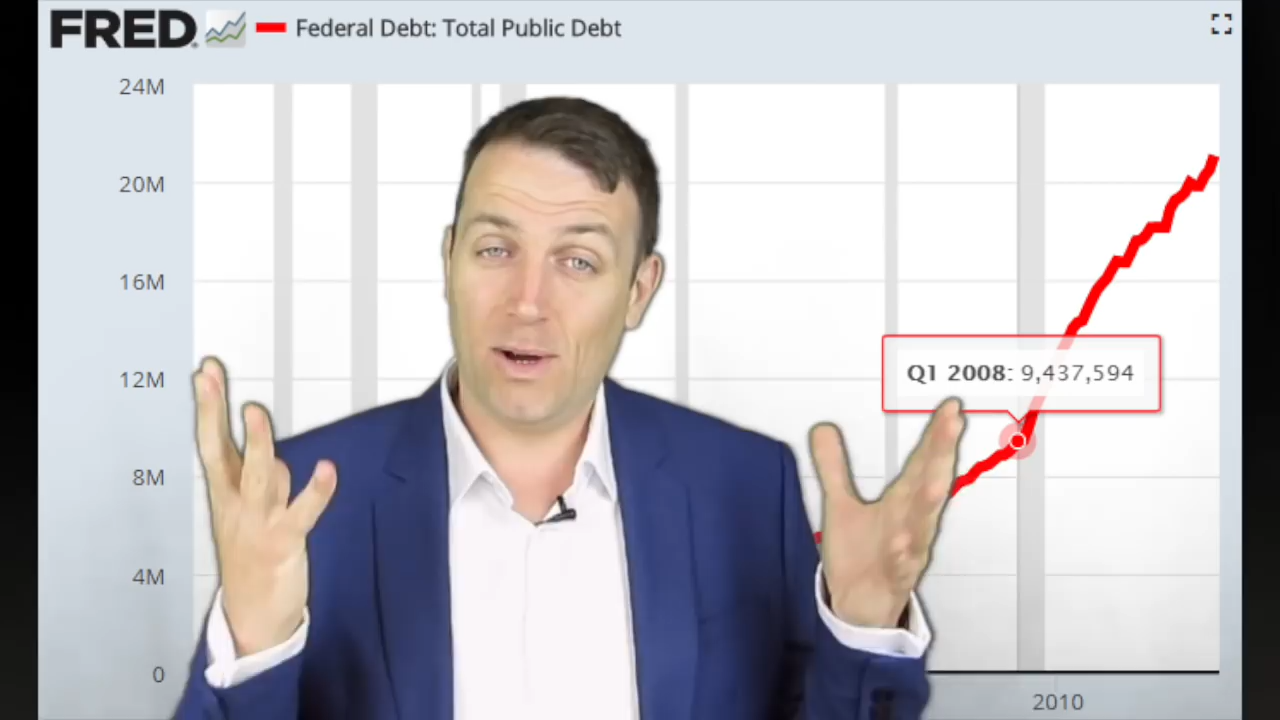 FRED
Federal Debt: Total Public Debt
24M
20M
16M
12M
8M
4M
0
Q1 2008: 9,437,594
2010